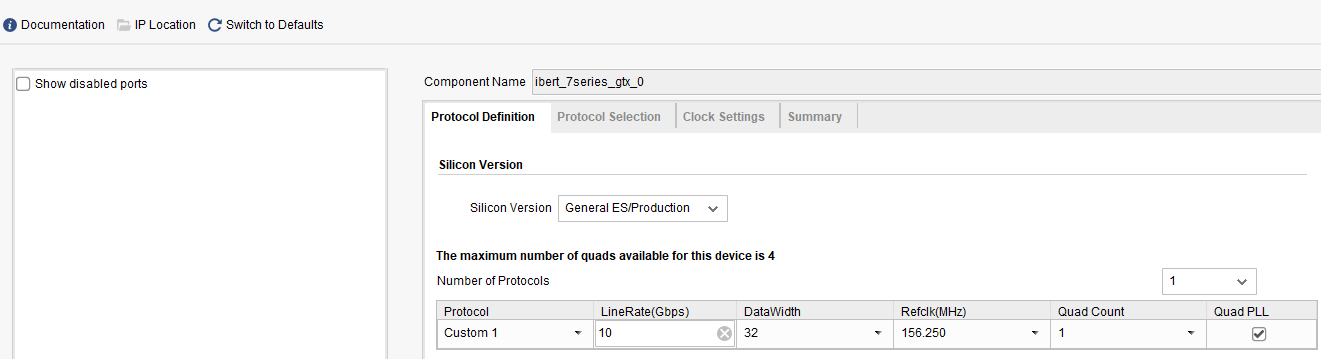 Documentation IP Location Switch to Defaults
Show disabled ports
Component Name ibert_7series_gtx_0
Protocol Definition Protocol Selection Clock Settings Summary
Silicon Version
Silicon Version General ES/Production
The maximum number of quads available for this device is 4
Number of Protocols 1
Protocol LineRate(Gbps) DataWidth Refclk(MHz) Quad Count Quad PLL
Custom 1 10 32 156.250 1